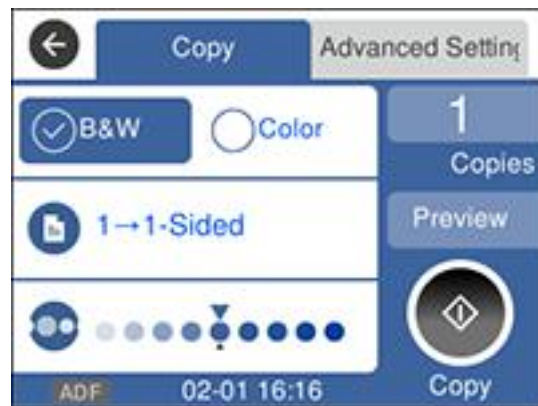 Copy
Advanced Setting
B&W
Color
1
Copies
1→1-Sided
Preview
ADF
02-01 16:16
Copy